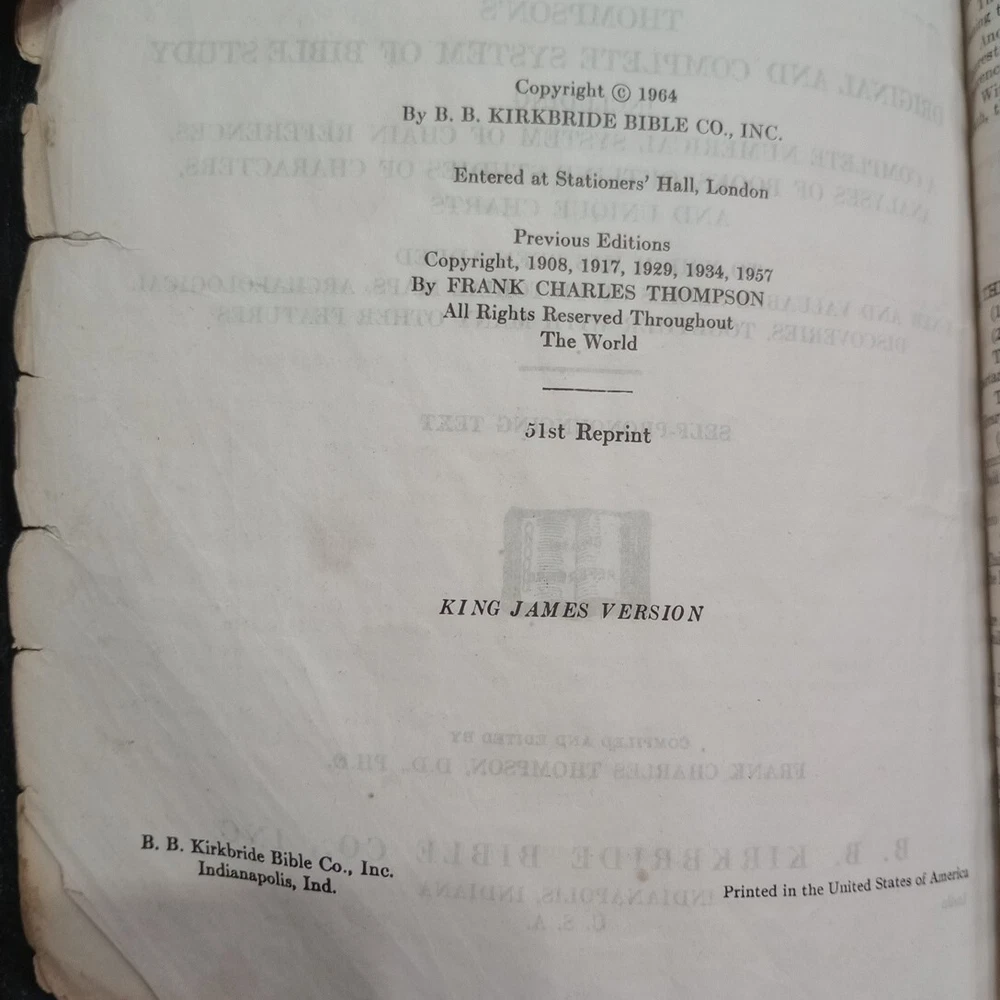 Copyright © 1964
By B. B. KIRKBRIDE BIBLE CO., INC.
Entered at Stationers' Hall, London
Previous Editions
Copyright, 1908, 1917, 1929, 1934, 1957
By FRANK CHARLES THOMPSON
All Rights Reserved Throughout
The World
51st Reprint
KING JAMES VERSION
B. B. Kirkbride Bible Co., Inc.
Indianapolis, Ind.
Printed in the United States of America